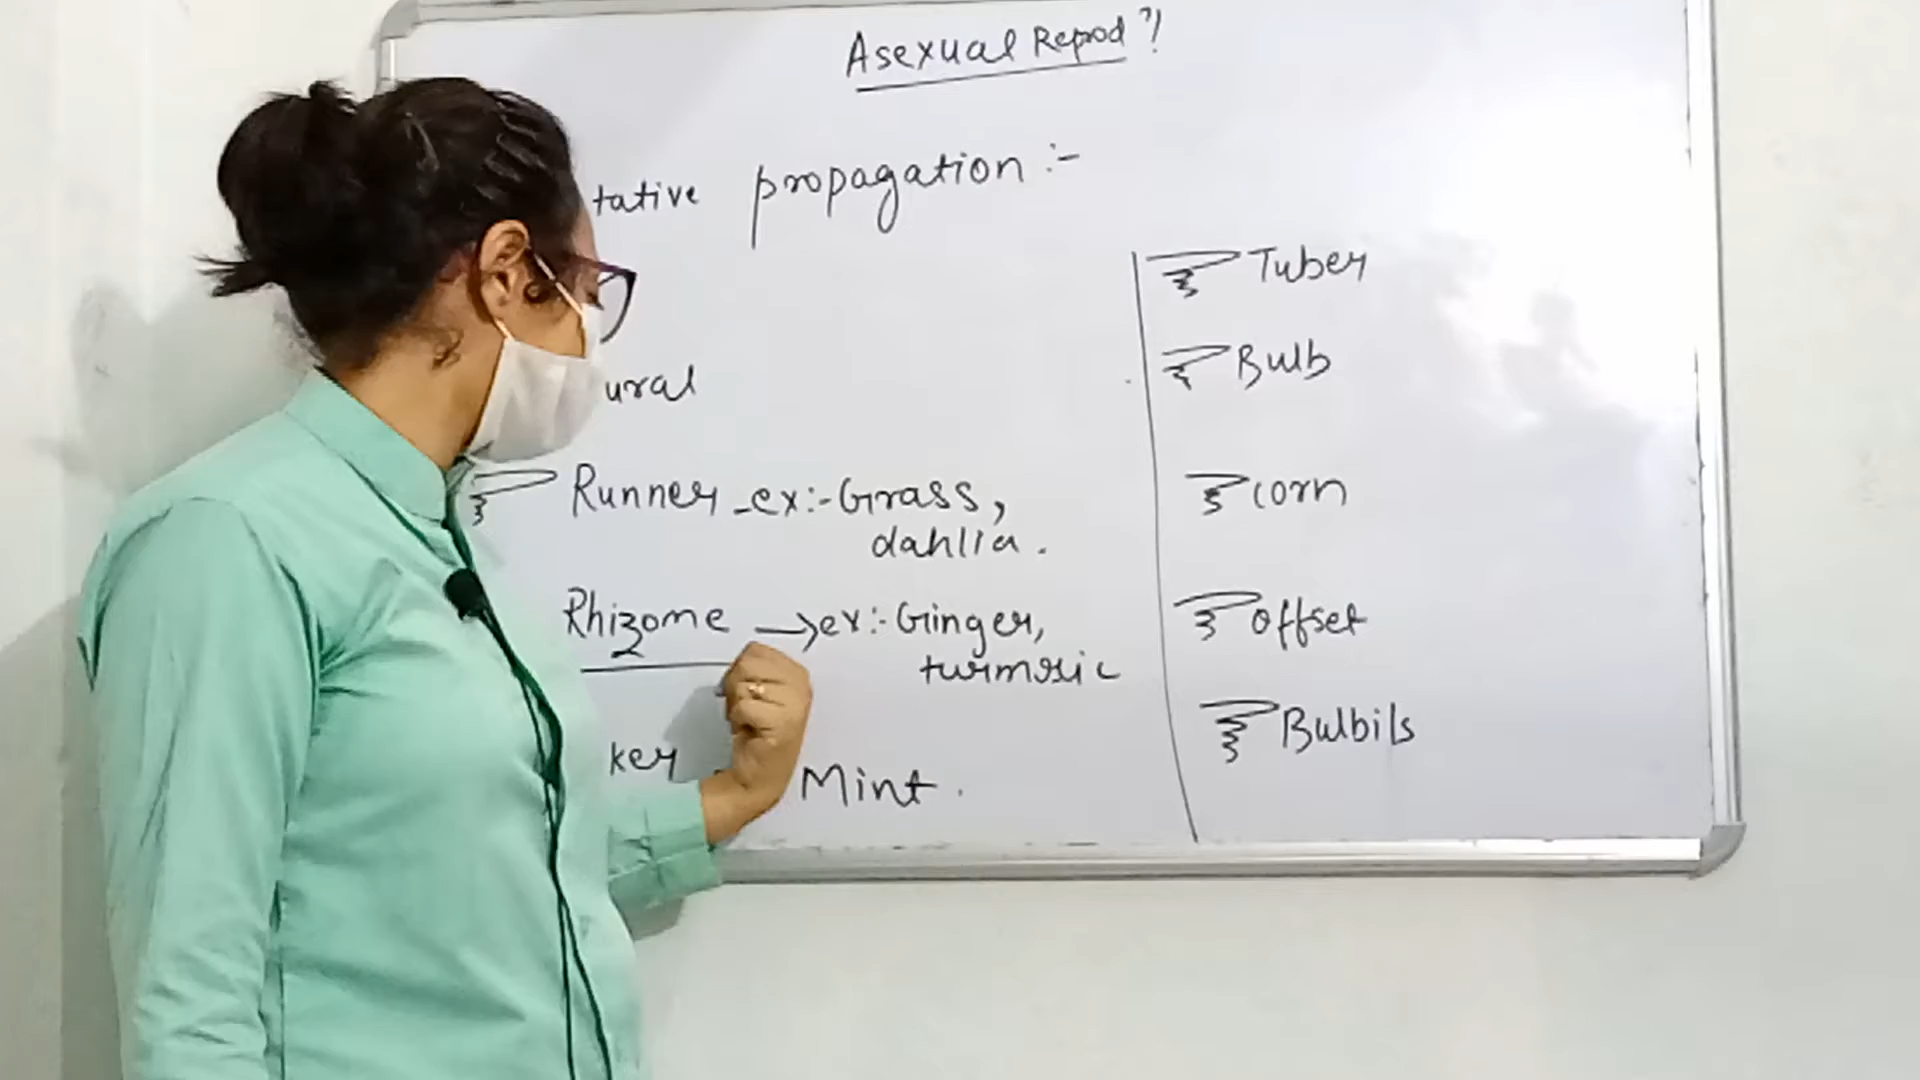 Asexual Reprod"
tative propagation :-
ural
Runner - ex:- Grass,
dahlia.
Rhizome → ex:- Ginger,
turmeric
ker
Mint.
Tuber
Bulb
corn
offset
Bulbils